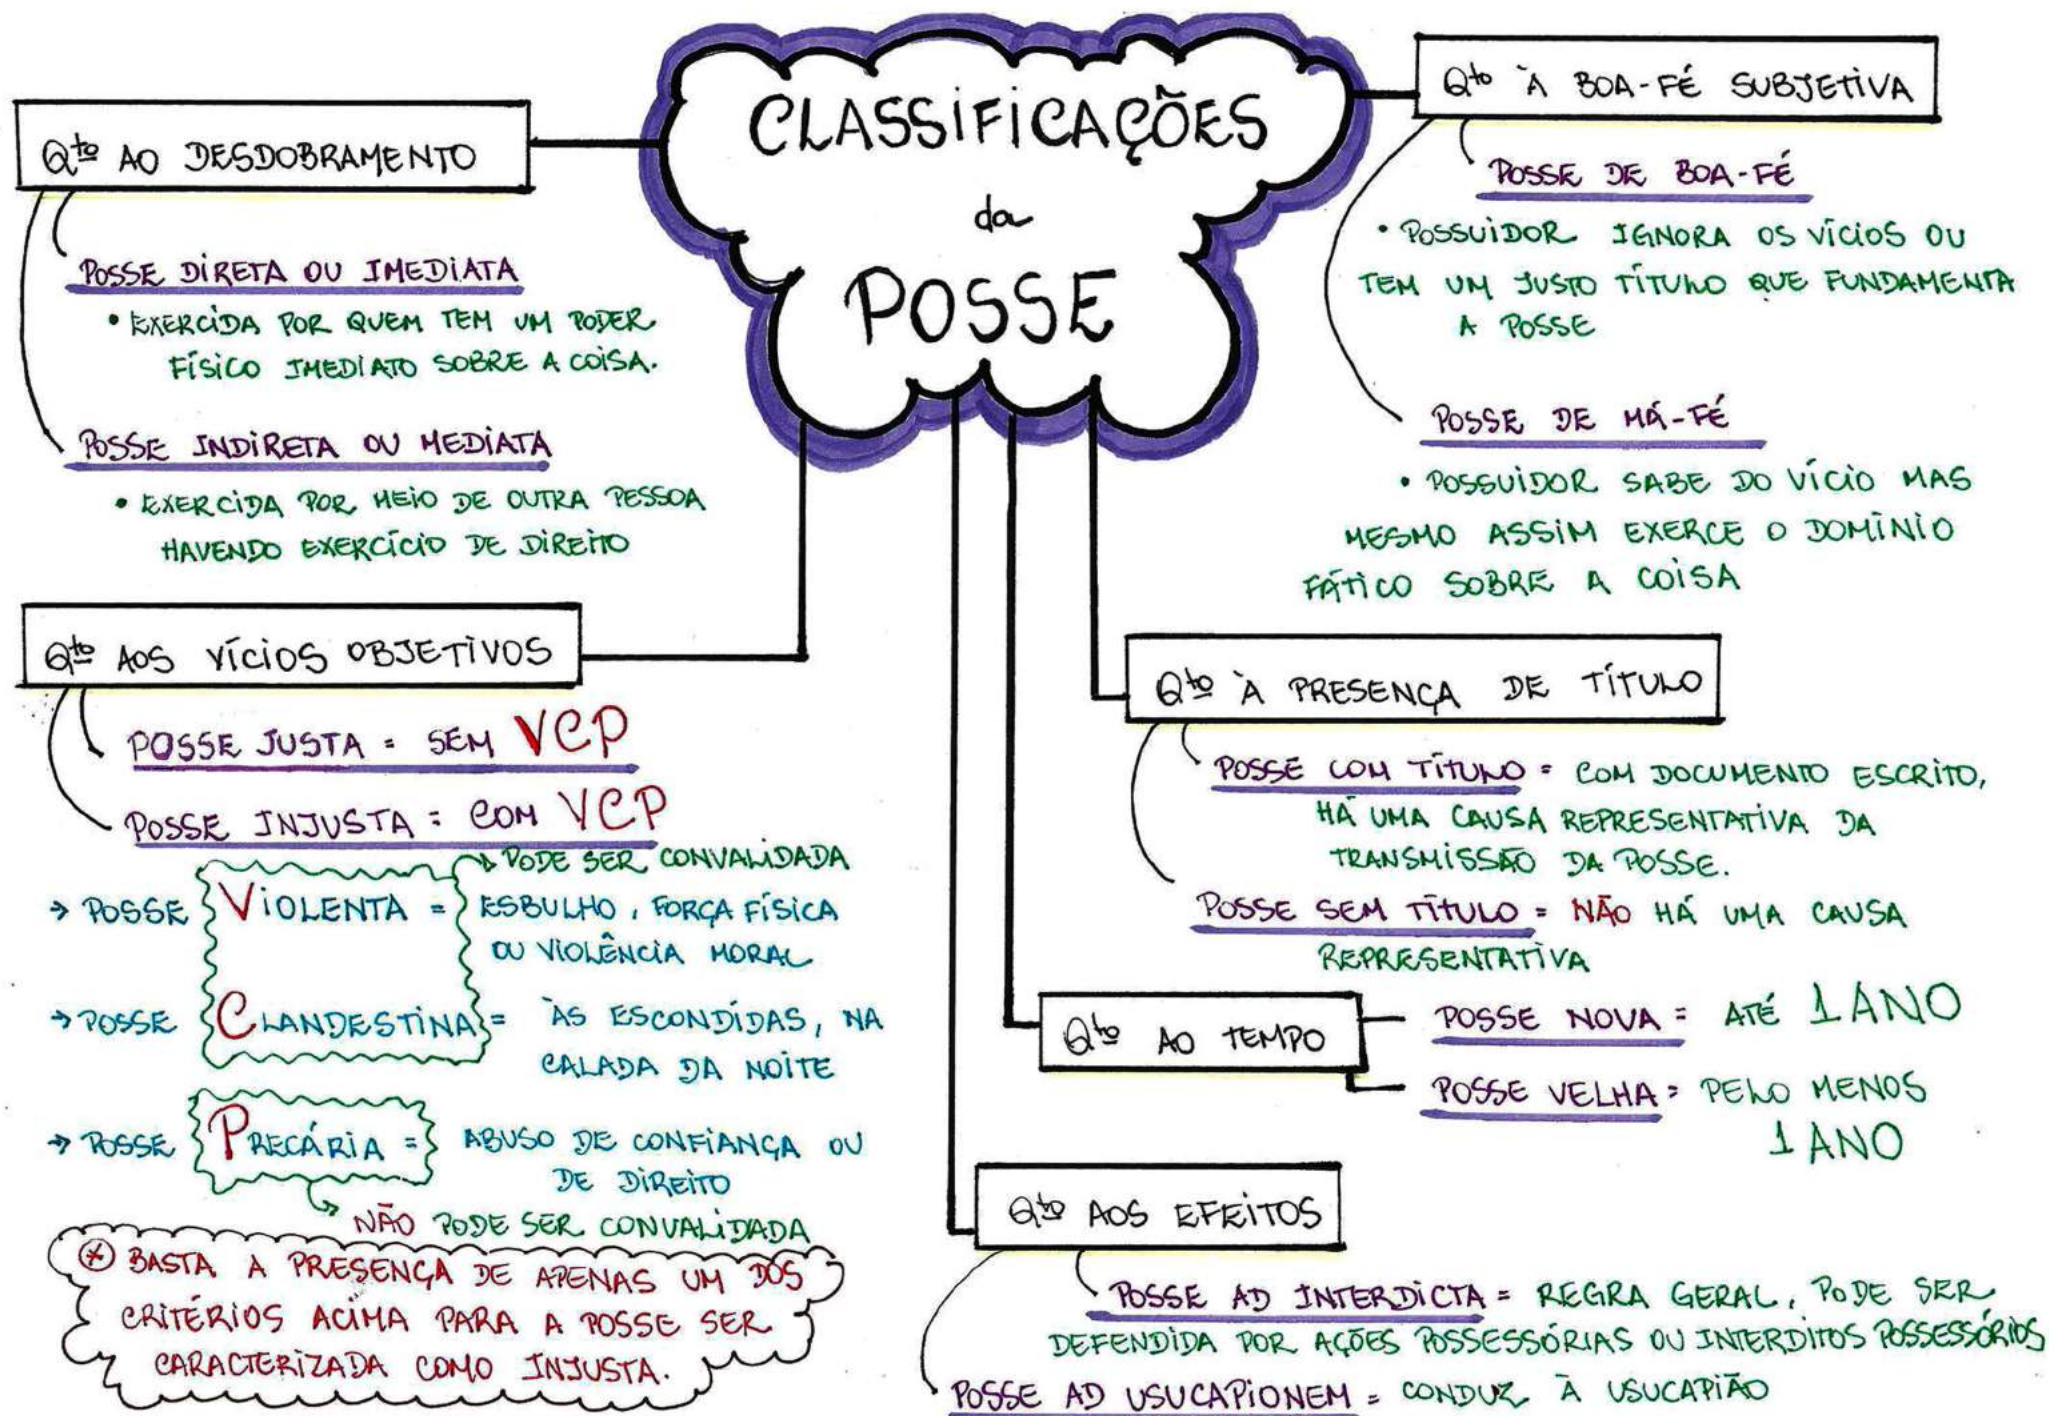 CLASSIFICAÇÕES
da
POSSE
Qto AO DESDOBRAMENTO
POSSE DIRETA OU IMEDIATA
• EXERCIDA POR QUEM TEM UM PODER
FÍSICO IMEDIATO SOBRE A COISA.
POSSE INDIRETA OU MEDIATA
• EXERCIDA POR MEIO DE OUTRA PESSOA
HAVENDO EXERCÍCIO DE DIREITO
Qto AOS VÍCIOS OBJETIVOS
POSSE JUSTA = SEM VCP
POSSE INJUSTA = COM VCP
PODE SER CONVALIDADA
→ POSSE VIOLENTA = ESBULHO, FORÇA FÍSICA
OU VIOLÊNCIA MORAL
→ POSSE CLANDESTINA = ÀS ESCONDIDAS, NA
CALADA DA NOITE
→ POSSE PRECÁRIA = ABUSO DE CONFIANÇA OU
DE DIREITO
NÃO PODE SER CONVALIDADA
* BASTA A PRESENÇA DE APENAS UM DOS
CRITÉRIOS ACIMA PARA A POSSE SER
CARACTERIZADA COMO INJUSTA.
Qto À BOA-FÉ SUBJETIVA
POSSE DE BOA-FÉ
• POSSUIDOR IGNORA OS VÍCIOS OU
TEM UM JUSTO TÍTULO QUE FUNDAMENTA
A POSSE
POSSE DE MÁ-FÉ
• POSSUIDOR SABE DO VÍCIO MAS
MESMO ASSIM EXERCE O DOMÍNIO
FÁTICO SOBRE A COISA
Qto À PRESENÇA DE TÍTULO
POSSE COM TÍTULO = COM DOCUMENTO ESCRITO,
HÁ UMA CAUSA REPRESENTATIVA DA
TRANSMISSÃO DA POSSE.
POSSE SEM TÍTULO = NÃO HÁ UMA CAUSA
REPRESENTATIVA
Qto AO TEMPO
POSSE NOVA = ATÉ 1 ANO
POSSE VELHA = PELO MENOS
1 ANO
Qto AOS EFEITOS
POSSE AD INTERDICTA = REGRA GERAL, PODE SER
DEFENDIDA POR AÇÕES POSSESSÓRIAS OU INTERDITOS POSSESSÓRIOS
POSSE AD USUCAPIONEM = CONDUZ À USUCAPIÃO